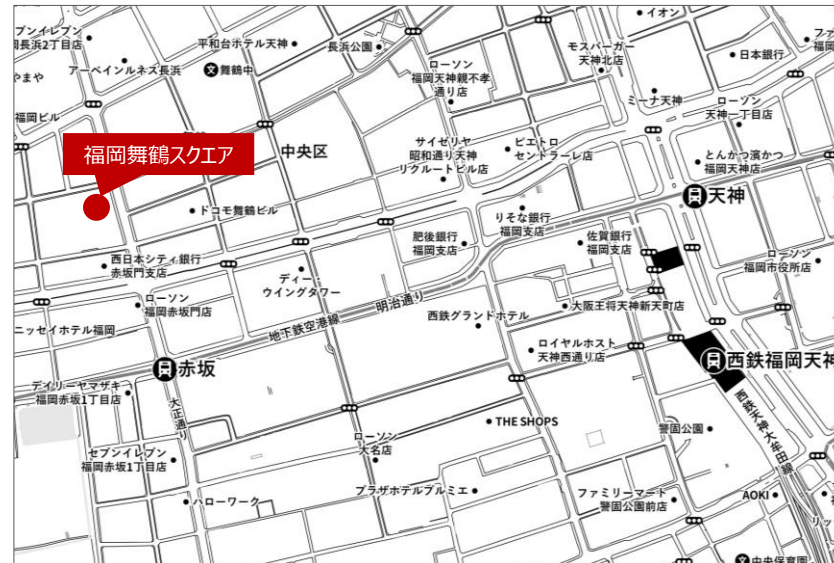 イオン
ブンイレブン
岡長浜2丁目店
平和台ホテル天神
長浜公園
モスバーガー
天神北店
日本銀行
ファ
やまや
アーベインルネス長浜
舞鶴中
ローソン
福岡天神親不孝
通り店
ミーナ天神
福岡ビル
ローソン
天神一丁目店
福岡舞鶴スクエア
中央区
サイゼリヤ
昭和通り天神
リクルートビル店
ピエトロ
セントラーレ店
とんかつ濵かつ
福岡天神店
天神
ドコモ舞鶴ビル
りそな銀行
福岡支店
肥後銀行
福岡支店
佐賀銀行
福岡支店
西日本シティ銀行
赤坂門支店
ローソン
福岡市役所店
ディー
ウイングタワー
ローソン
福岡赤坂門店
明治通り
地下鉄空港線
西鉄グランドホテル
大阪王将天神新天町店
ニッセイホテル福岡
ロイヤルホスト
天神西通り店
赤坂
西鉄福岡天神
デイリーヤマザキ
福岡赤坂1丁目店
大正通り
西鉄天神大牟田線
THE SHOPS
警固公園
ローソン
大名店
セブンイレブン
福岡赤坂1丁目店
プラザホテルプルミエ
ハローワーク
ファミリーマート
警固公園前店
AOKI
リッ
中央保育園